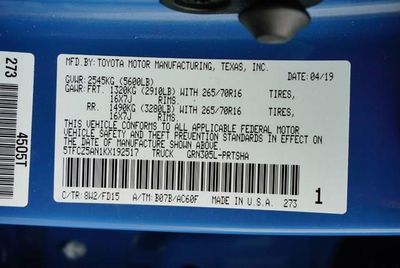 MFD.BY: TOYOTA MOTOR MANUFACTURING, TEXAS, INC.
GVWR: 2545KG (5600LB) 04/19
GAWR: FRT. 1320KG (2910LB) WITH 265/70R16 TIRES,
16X7J RIMS.
RR. 1490KG (3280LB) WITH 265/70R16 TIRES,
16X7J RIMS.
THIS VEHICLE CONFORMS TO ALL APPLICABLE FEDERAL MOTOR
VEHICLE SAFETY AND THEFT PREVENTION STANDARDS IN EFFECT ON
THE DATE OF MANUFACTURE SHOWN ABOVE.
5TFCZ5AN1KX192517 TRUCK GRN305L-PRTSHA
C/TR: 8W2/FD15 A/TM: B07B/AC60F MADE IN U.S.A. 273
1
273
4505T